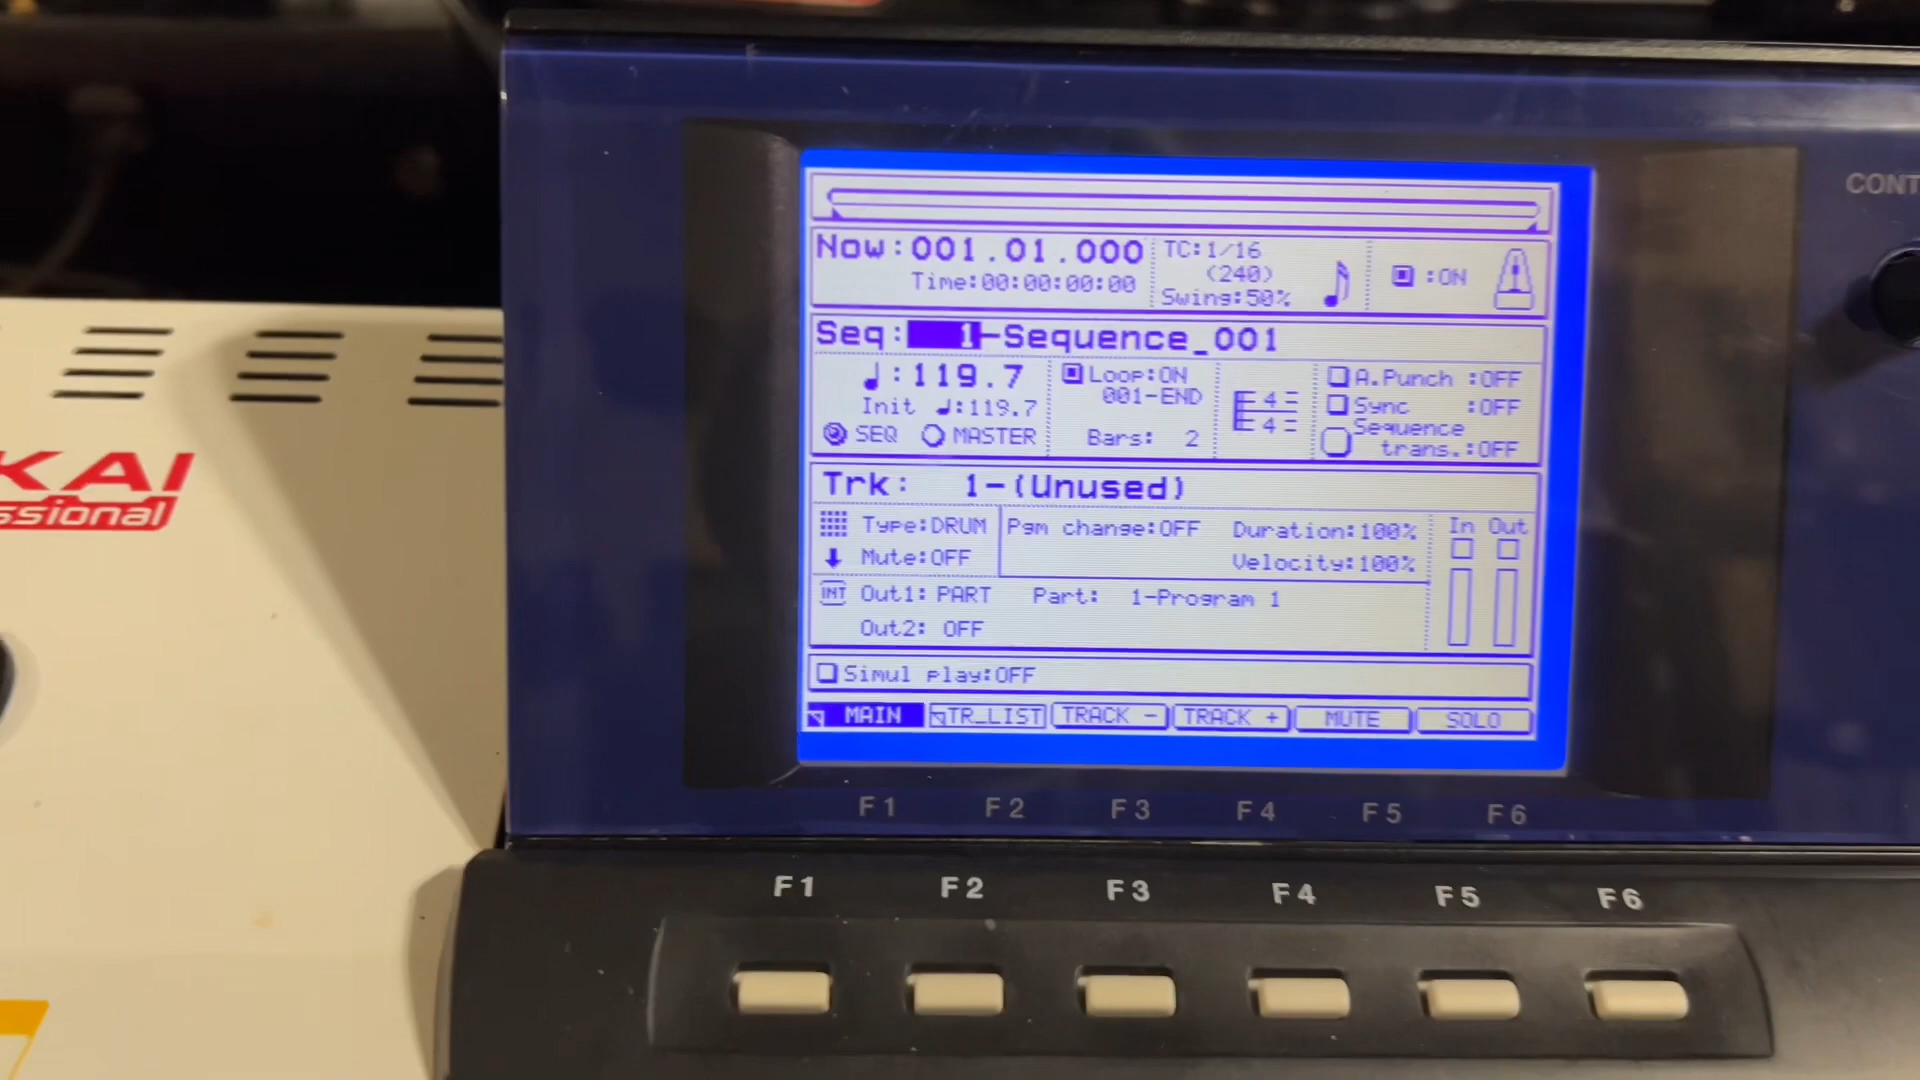 CONT
Now:001.01.000
Time:00:00:00:00
TC:1/16
(240)
Swing:50%
:ON
Seq: 1-Sequence_001
♩:119.7
Init ♩:119.7
SEQ MASTER
Loop:ON
001-END
Bars: 2
4
4
A.Punch :OFF
Sync :OFF
Sequence
trans.:OFF
Trk: 1-(Unused)
Type:DRUM
Mute:OFF
Pgm change:OFF
Duration:100%
Velocity:100%
In Out
INT
Out1: PART Part: 1-Program 1
Out2: OFF
Simul play:OFF
MAIN TR_LIST TRACK - TRACK + MUTE SOLO
F1 F2 F3 F4 F5 F6
F1 F2 F3 F4 F5 F6
KAI
ssional